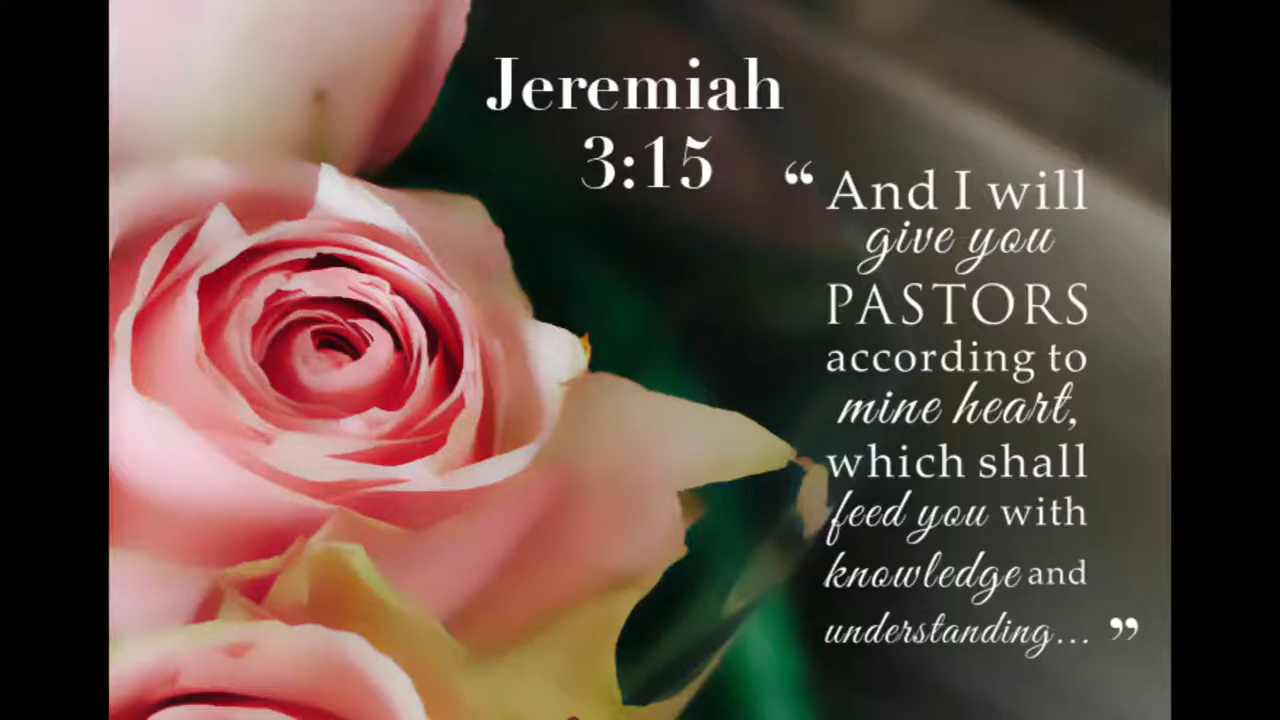 Jeremiah
3:15
“ And I will
give you
PASTORS
according to
mine heart,
which shall
feed you with
knowledge and
understanding... ”